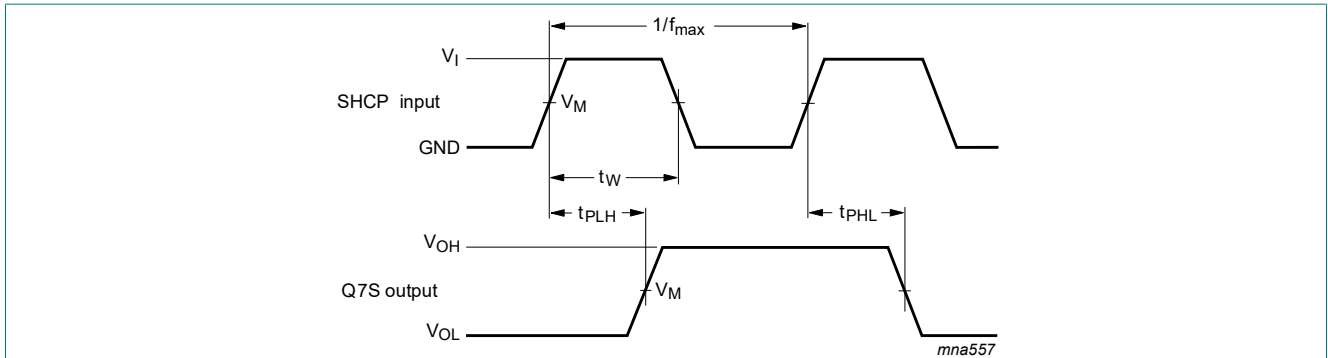 1/fmax
VI
SHCP input
VM
GND
tW
tPLH
tPHL
VOH
Q7S output
VM
VOL
mna557